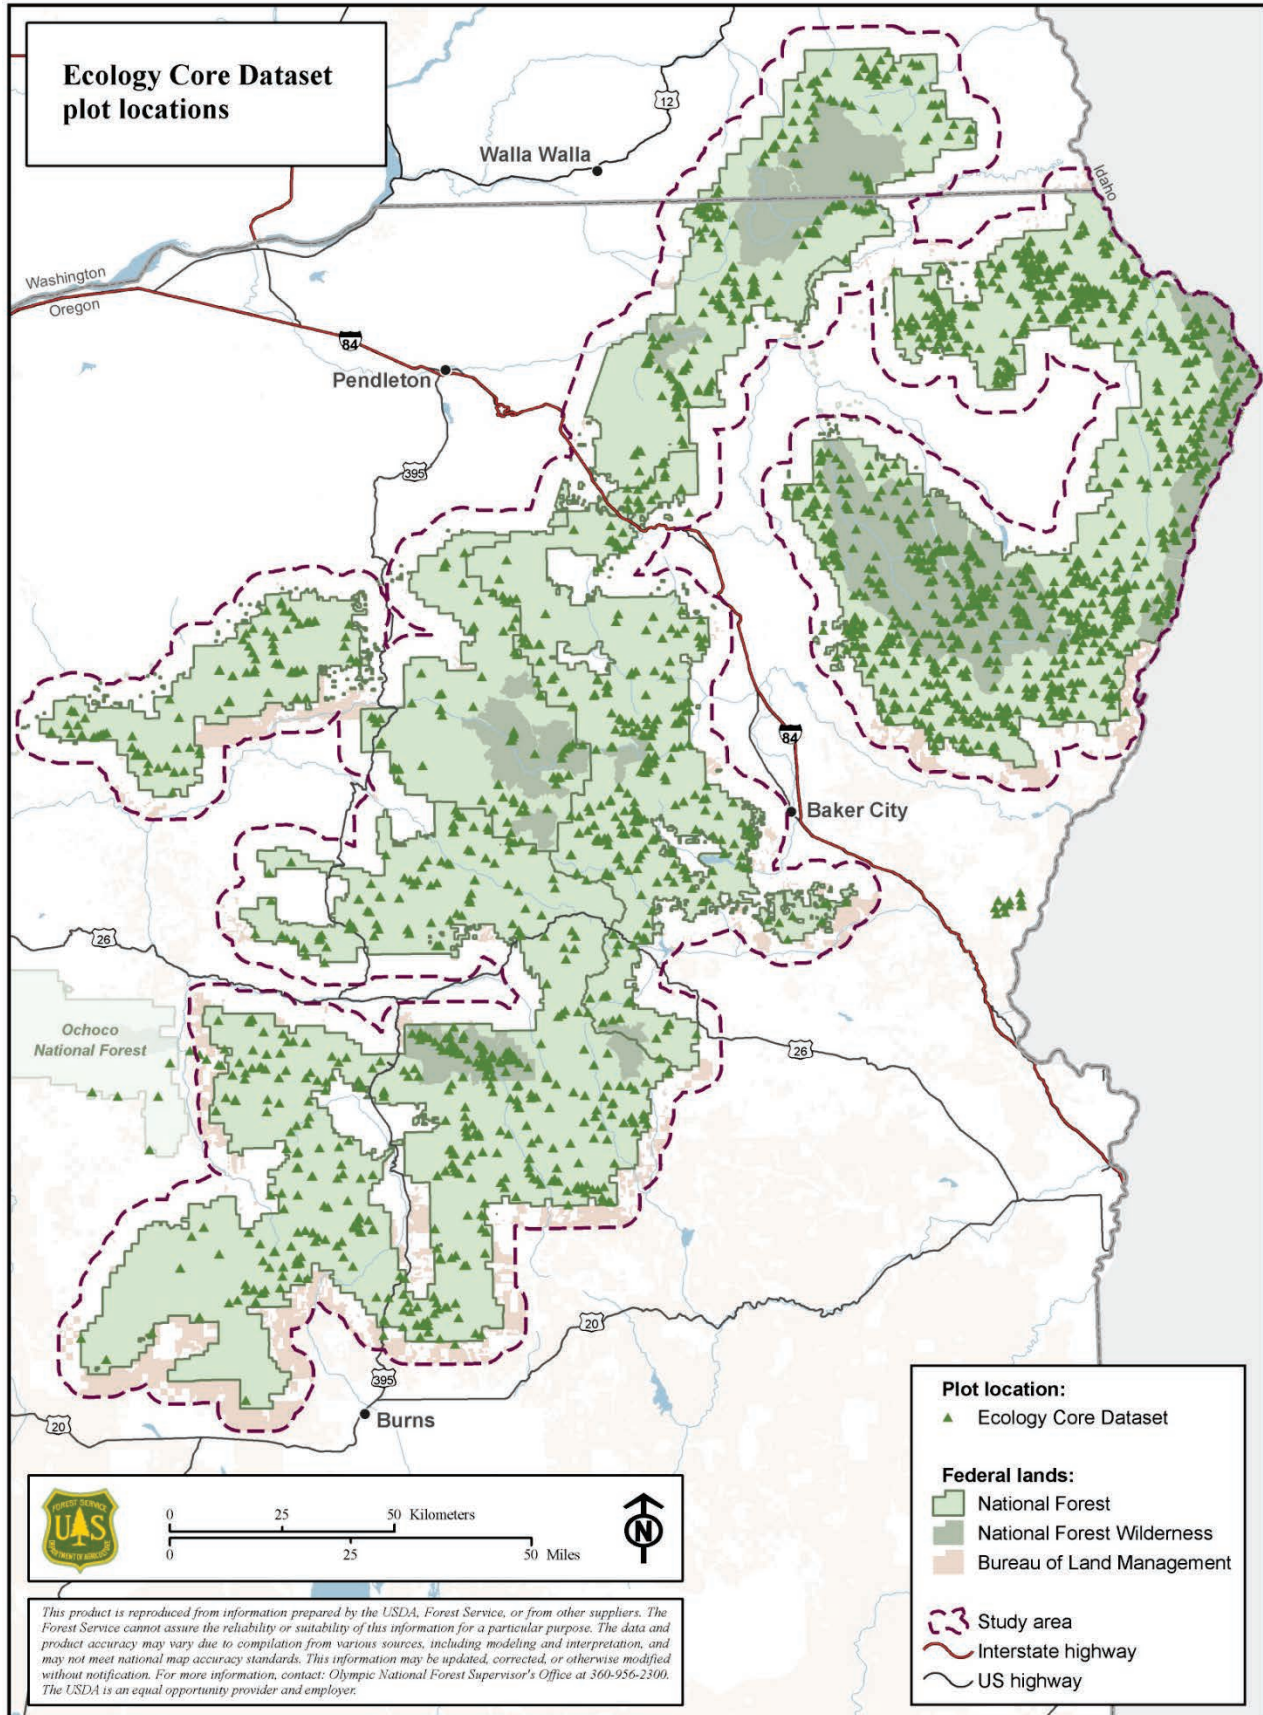 Ecology Core Dataset
plot locations
12
Walla Walla
Idaho
Washington
Oregon
84
Pendleton
395
84
Baker City
26
Ochoco
National Forest
26
20
395
Burns
20
Plot location:
Ecology Core Dataset
Federal lands:
National Forest
National Forest Wilderness
Bureau of Land Management
Study area
Interstate highway
US highway
FOREST SERVICE
U S
DEPARTMENT OF AGRICULTURE
0 25 50 Kilometers
0 25 50 Miles
N
This product is reproduced from information prepared by the USDA, Forest Service, or from other suppliers. The
Forest Service cannot assure the reliability or suitability of this information for a particular purpose. The data and
product accuracy may vary due to compilation from various sources, including modeling and interpretation, and
may not meet national map accuracy standards. This information may be updated, corrected, or otherwise modified
without notification. For more information, contact: Olympic National Forest Supervisor's Office at 360-956-2300.
The USDA is an equal opportunity provider and employer.